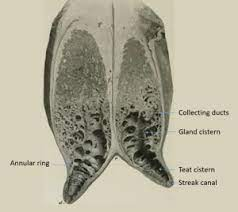 Collecting ducts
Gland cistern
Annular ring
Teat cistern
Streak canal